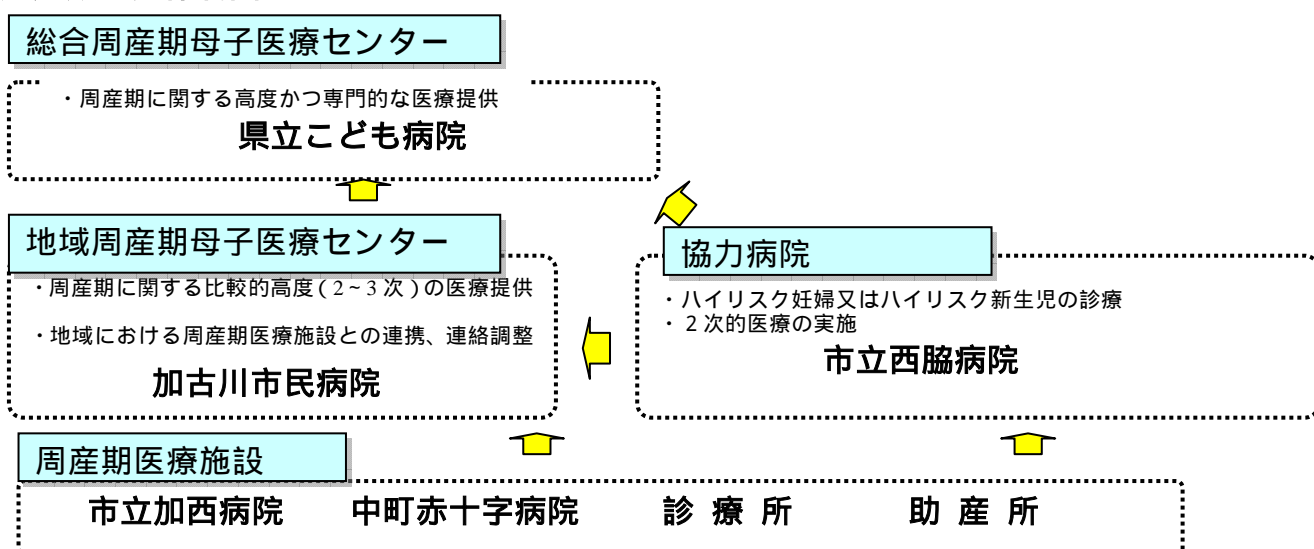 総合周産期母子医療センター
・周産期に関する高度かつ専門的な医療提供
県立こども病院
地域周産期母子医療センター
・周産期に関する比較的高度(2~3次)の医療提供
・地域における周産期医療施設との連携、連絡調整
加古川市民病院
協力病院
・ハイリスク妊婦又はハイリスク新生児の診療
・2次的医療の実施
市立西脇病院
周産期医療施設
市立加西病院 中町赤十字病院 診療所 助産所